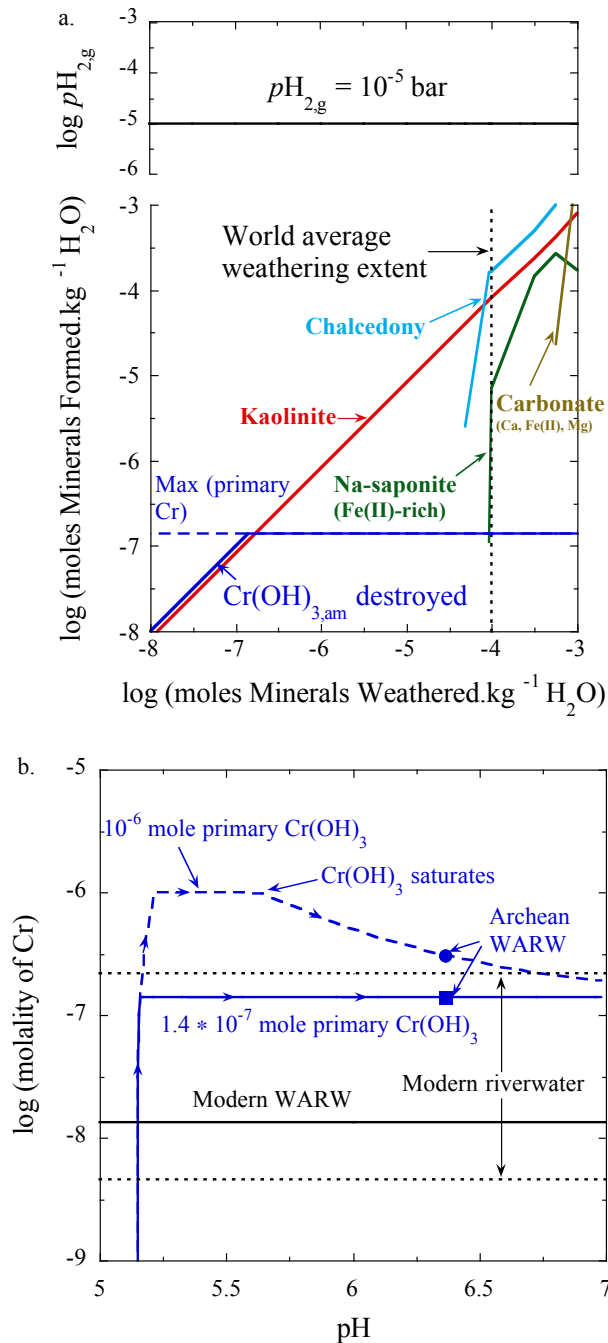 a.
log pH2,g
-3
-4
-5
-6
pH2,g = 10-5 bar
log (moles Minerals Formed.kg -1 H2O)
-3
-4
-5
-6
-7
-8
World average
weathering extent
Chalcedony
Kaolinite
Carbonate
(Ca, Fe(II), Mg)
Na-saponite
(Fe(II)-rich)
Max (primary
Cr)
Cr(OH)3,am destroyed
-8 -7 -6 -5 -4 -3
log (moles Minerals Weathered.kg -1 H2O)
b.
log (molality of Cr)
-5
-6
-7
-8
-9
10-6 mole primary Cr(OH)3
Cr(OH)3 saturates
Archean
WARW
1.4 * 10-7 mole primary Cr(OH)3
Modern riverwater
Modern WARW
5 5.5 6 6.5 7
pH